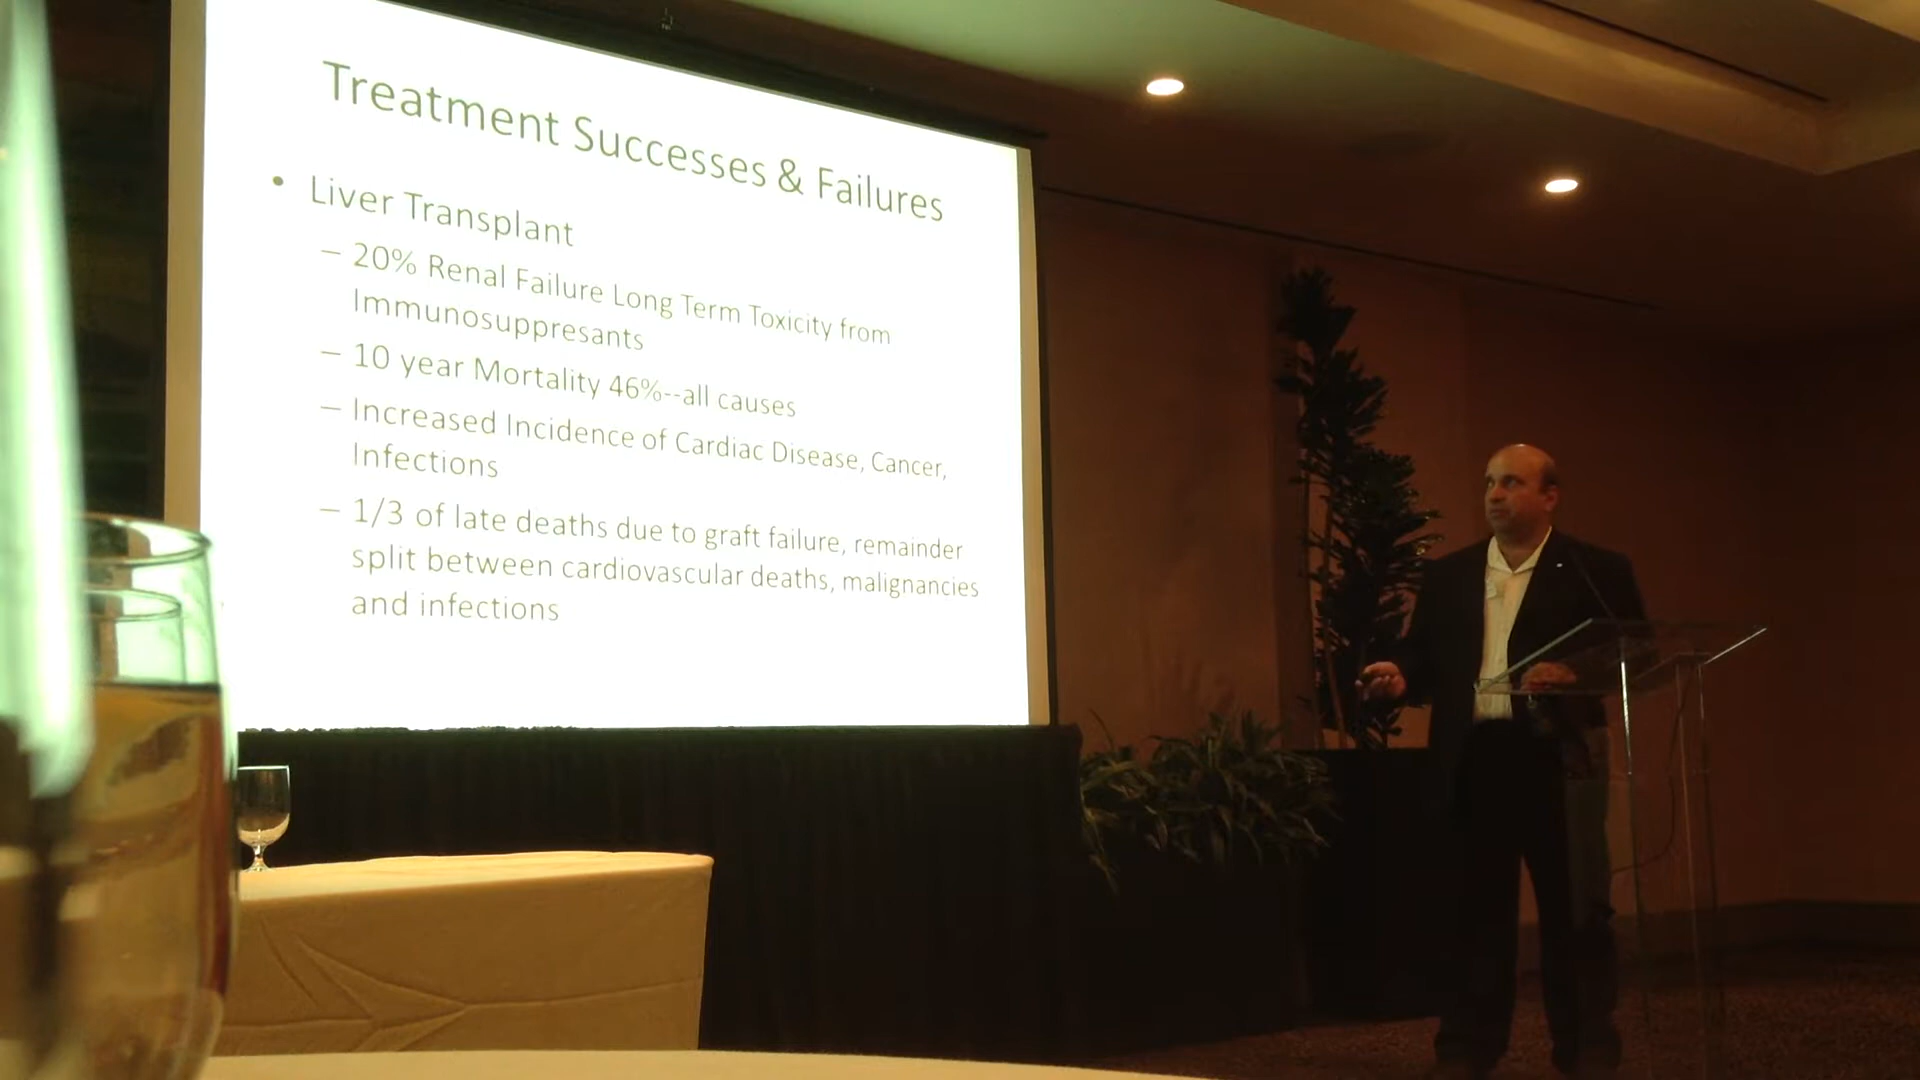 Treatment Successes & Failures
• Liver Transplant
– 20% Renal Failure Long Term Toxicity from
Immunosuppresants
– 10 year Mortality 46%--all causes
– Increased Incidence of Cardiac Disease, Cancer,
Infections
– 1/3 of late deaths due to graft failure, remainder
split between cardiovascular deaths, malignancies
and infections